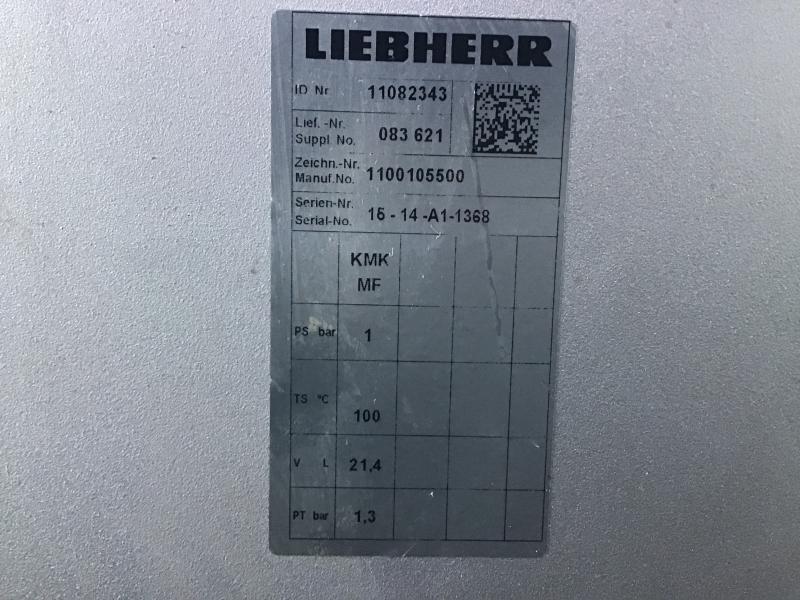 LIEBHERR
ID Nr 11082343
Lief. -Nr.
Suppl No. 083 621
Zeichn.-Nr.
Manuf.No. 1100105500
Serien-Nr.
Serial-No. 15 - 14 -A1-1368
KMK
MF
PS bar 1
TS °C 100
V L 21,4
PT bar 1,3